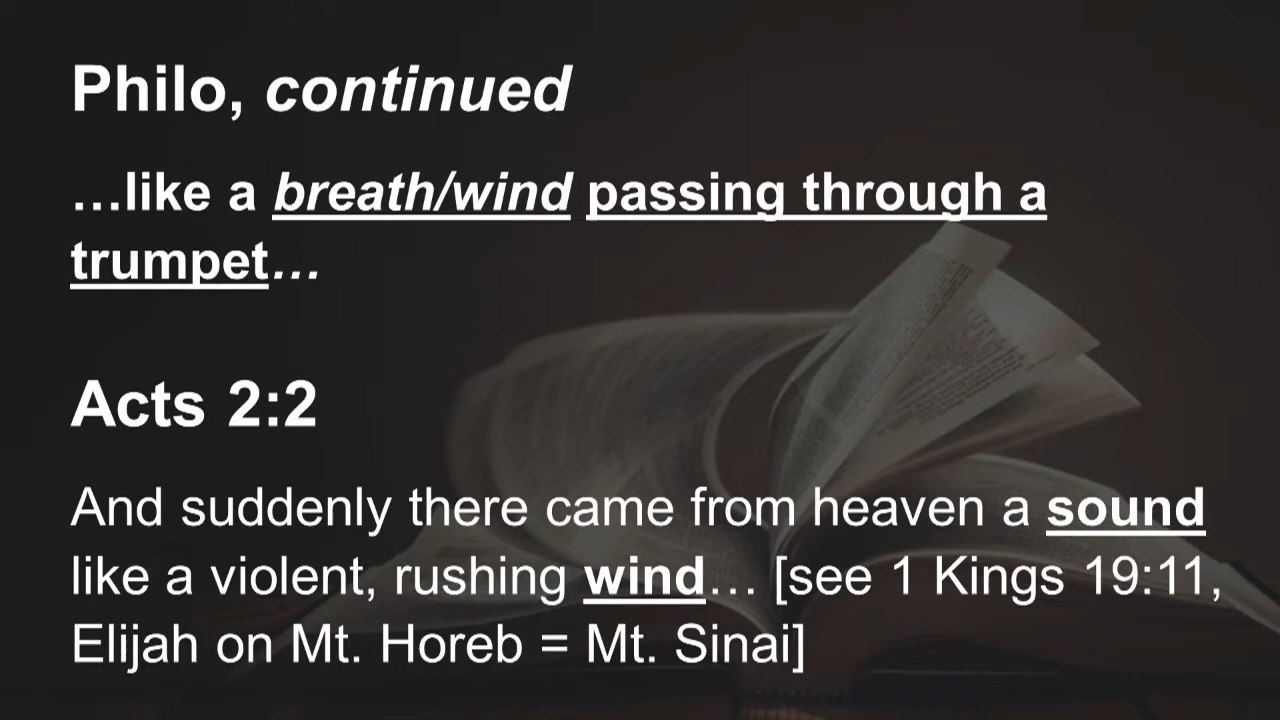 Philo, continued
…like a breath/wind passing through a
trumpet…
Acts 2:2
And suddenly there came from heaven a sound
like a violent, rushing wind… [see 1 Kings 19:11,
Elijah on Mt. Horeb = Mt. Sinai]